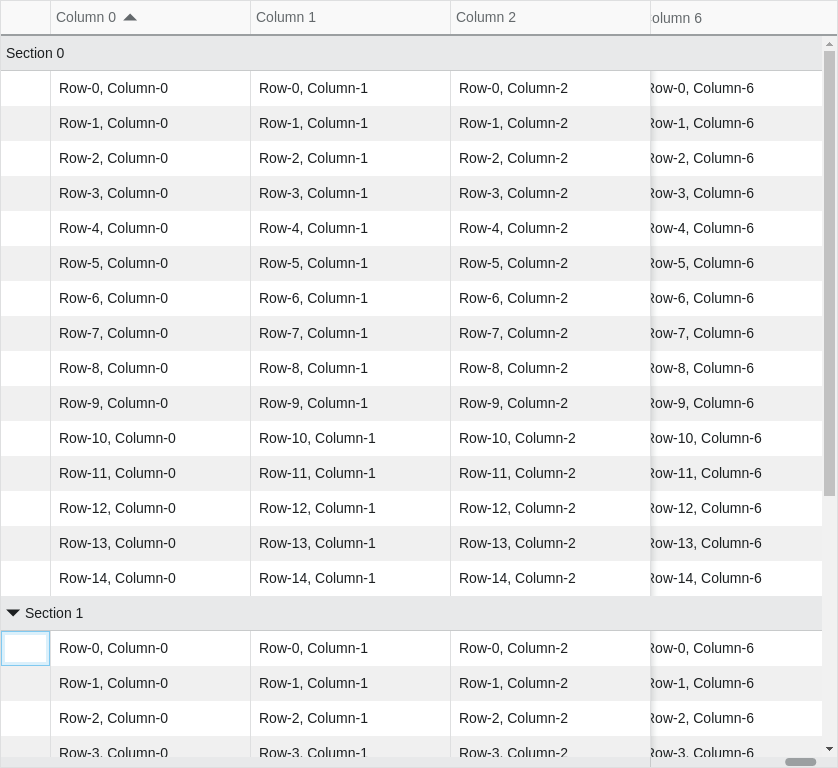 Column 0 Column 1 Column 2 olumn 6
Section 0
Row-0, Column-0 Row-0, Column-1 Row-0, Column-2 Row-0, Column-6
Row-1, Column-0 Row-1, Column-1 Row-1, Column-2 Row-1, Column-6
Row-2, Column-0 Row-2, Column-1 Row-2, Column-2 Row-2, Column-6
Row-3, Column-0 Row-3, Column-1 Row-3, Column-2 Row-3, Column-6
Row-4, Column-0 Row-4, Column-1 Row-4, Column-2 Row-4, Column-6
Row-5, Column-0 Row-5, Column-1 Row-5, Column-2 Row-5, Column-6
Row-6, Column-0 Row-6, Column-1 Row-6, Column-2 Row-6, Column-6
Row-7, Column-0 Row-7, Column-1 Row-7, Column-2 Row-7, Column-6
Row-8, Column-0 Row-8, Column-1 Row-8, Column-2 Row-8, Column-6
Row-9, Column-0 Row-9, Column-1 Row-9, Column-2 Row-9, Column-6
Row-10, Column-0 Row-10, Column-1 Row-10, Column-2 Row-10, Column-6
Row-11, Column-0 Row-11, Column-1 Row-11, Column-2 Row-11, Column-6
Row-12, Column-0 Row-12, Column-1 Row-12, Column-2 Row-12, Column-6
Row-13, Column-0 Row-13, Column-1 Row-13, Column-2 Row-13, Column-6
Row-14, Column-0 Row-14, Column-1 Row-14, Column-2 Row-14, Column-6
Section 1
Row-0, Column-0 Row-0, Column-1 Row-0, Column-2 Row-0, Column-6
Row-1, Column-0 Row-1, Column-1 Row-1, Column-2 Row-1, Column-6
Row-2, Column-0 Row-2, Column-1 Row-2, Column-2 Row-2, Column-6
Row-3, Column-0 Row-3, Column-1 Row-3, Column-2 Row-3, Column-6